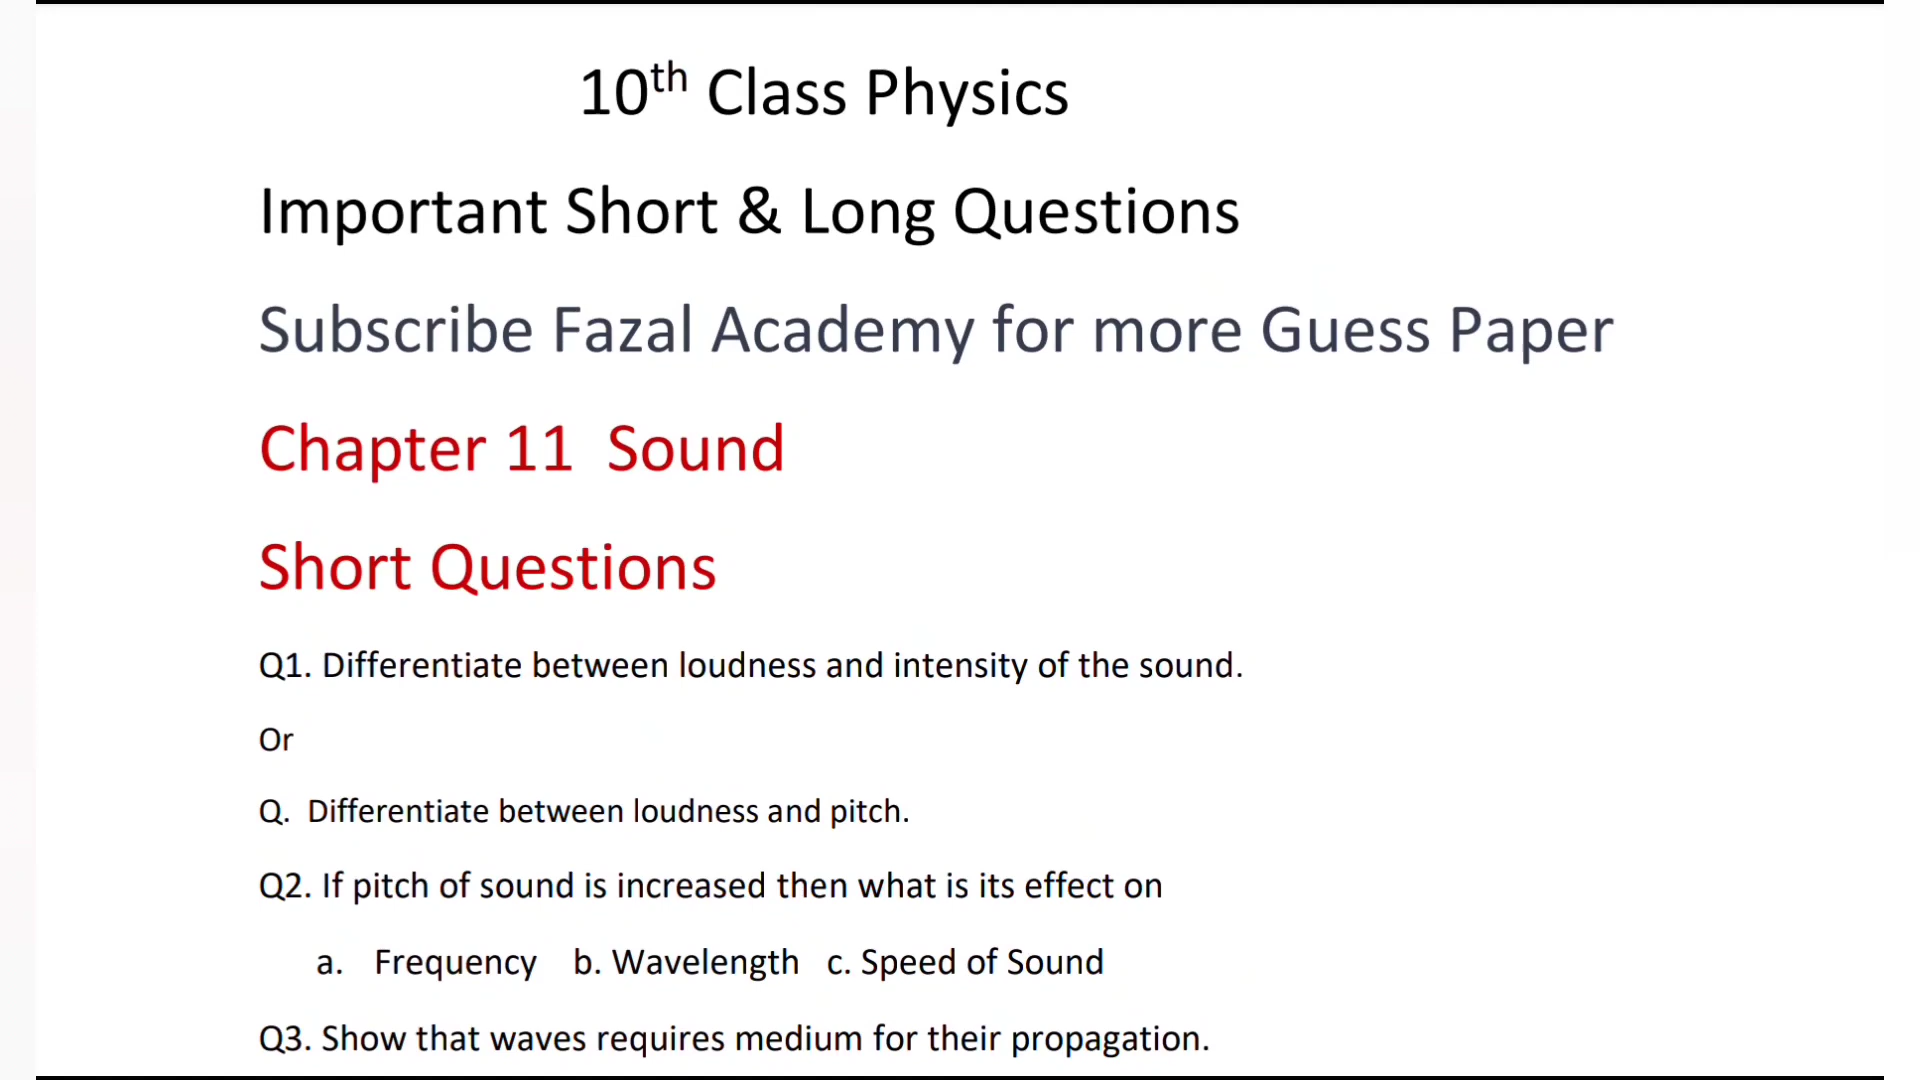 10th Class Physics
Important Short & Long Questions
Subscribe Fazal Academy for more Guess Paper
Chapter 11  Sound
Short Questions
Q1. Differentiate between loudness and intensity of the sound.
Or
Q.  Differentiate between loudness and pitch.
Q2. If pitch of sound is increased then what is its effect on
a.   Frequency    b. Wavelength   c. Speed of Sound
Q3. Show that waves requires medium for their propagation.